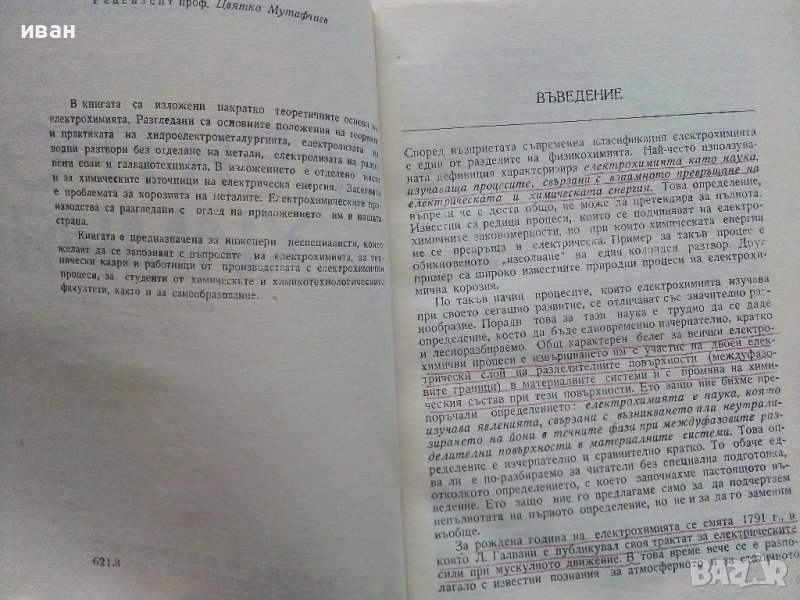 иван
Рецензент проф. Цвятко Мутафчиев
В книгата са изложени накратко теоретичните основи на
електрохимията. Разгледани са основните положения на теорията
и практиката на хидроелектрометалургията, електролизата на
водни разтвори без отделяне на метали, електролизата на разто-
пени соли и галванотехниката. В изложението е отделено място
и за химическите източници на електрическа енергия. Засегната
е проблемата за корозията на металите. Електрохимическите про-
изводства са разгледани с оглед на приложението им в нашата
страна.
Книгата е предназначена за инженери неспециалисти, които
желаят да се запознаят с въпросите на електрохимията, за тех-
нически кадри и работници от производствата с електрохимични
процеси, за студенти от химическите и химикотехнологическите
факултети, както и за самообразование.
621.3
ВЪВЕДЕНИЕ
Според възприетата съвременна класификация електрохимията
е един от разделите на физикохимията. Най-често използува-
ната дефиниция характеризира електрохимията като наука,
изучаваща процесите, свързани с взаимното превръщане на
електрическата и химическата енергия. Това определение,
въпреки че е доста общо, не може да претендира за пълнота.
Известни са редица процеси, които се подчиняват на електро-
химичните закономерности, но при които химическата енергия
не се превръща в електрическа. Пример за такъв процес е
обикновеното „изсолване“ на един колоиден разтвор. Друг
пример са широко известните природни процеси на електрохи-
мична корозия.
По такъв начин процесите, които електрохимията изучава
при своето сегашно развитие, се отличават със значително раз-
нообразие. Поради това за тази наука е трудно да се даде
определение, което да бъде едновременно изчерпателно, кратко
и лесноразбираемо. Общ характерен белег за всички електро-
химични процеси е извършването им с участие на двоен елек-
трически слой на разделителните повърхности (междуфазо-
вите граници) в материалните системи и с промяна на хими-
ческия състав при тези повърхности. Ето защо ние бихме пре-
поръчали определението: електрохимията е наука, която
изучава явленията, свързани с възникването или неутрали-
зирането на йони в течните фази при междуфазовите раз-
делителни повърхности в материалните системи. Това оп-
ределение е изчерпателно и сравнително кратко. То обаче ед-
ва ли е по-разбираемо за читатели без специална подготовка,
отколкото определението, с което започнахме настоящото въ-
ведение. Ето защо ние го предлагаме само за да подчертаем
непълнотата на първото определение, но не и за да го заменим
въобще.
За рождена година на електрохимията се смята 1791 г., в
която Л. Галвани е публикувал своя трактат за електрическите
сили при мускулното движение. В това време вече се е разпо-
лагало с известни познания за атмосферното и за статичното
BAZAR